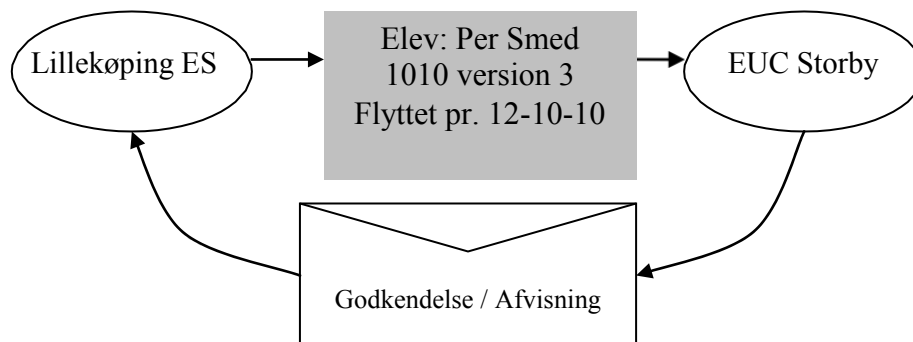 Lillekøping ES
Elev: Per Smed
1010 version 3
Flyttet pr. 12-10-10
EUC Storby
Godkendelse / Afvisning